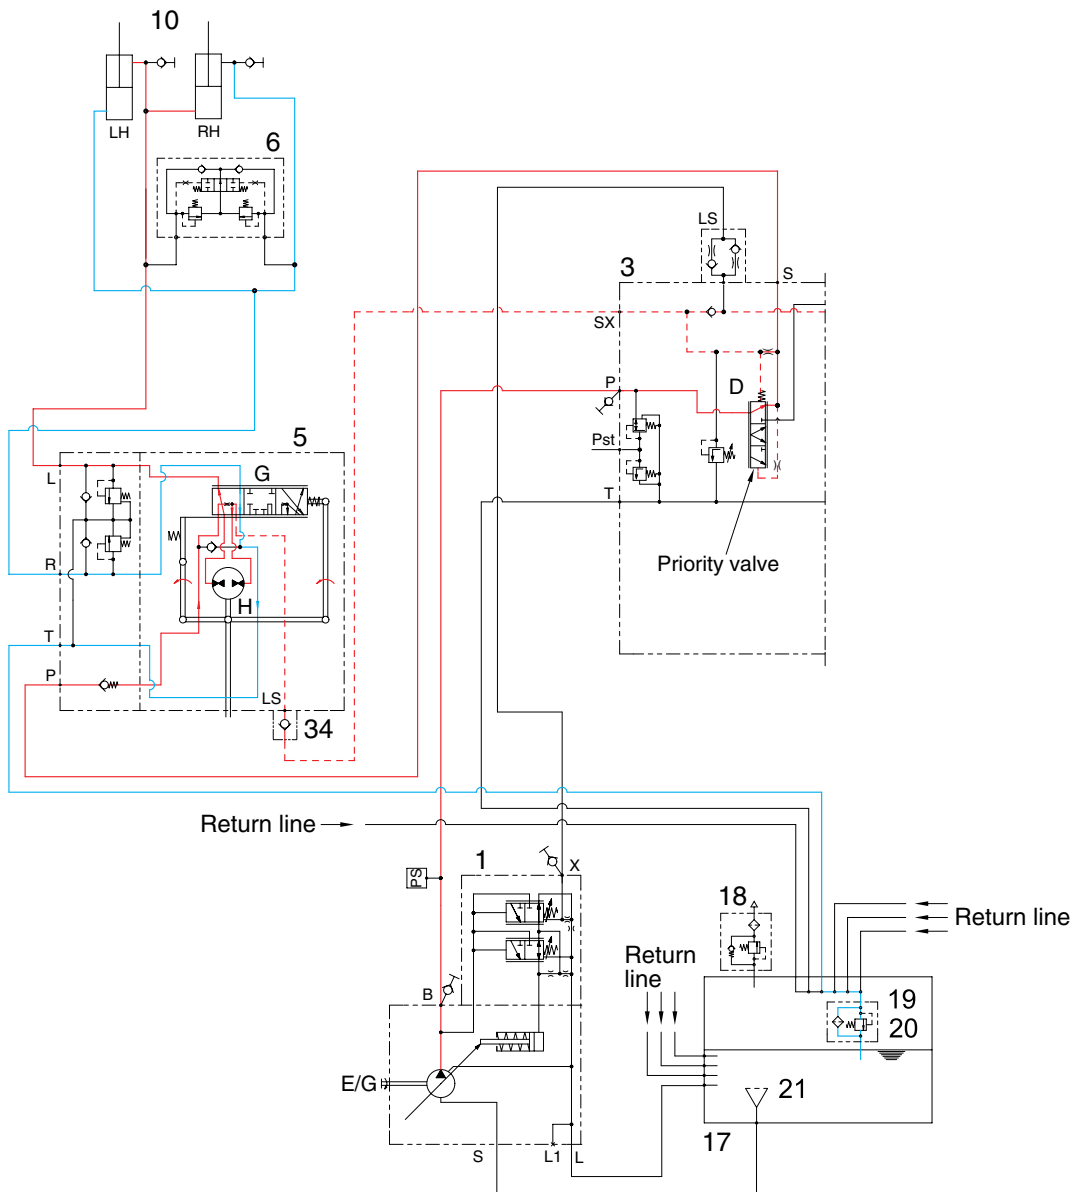 10
LH
RH
6
LS
3
S
SX
D
P
Pst
T
Priority valve
5
L
G
R
H
T
P
LS
34
Return line
1
X
PS
18
Return line
Return
line
B
19
20
E/G
21
17
S
L1
L